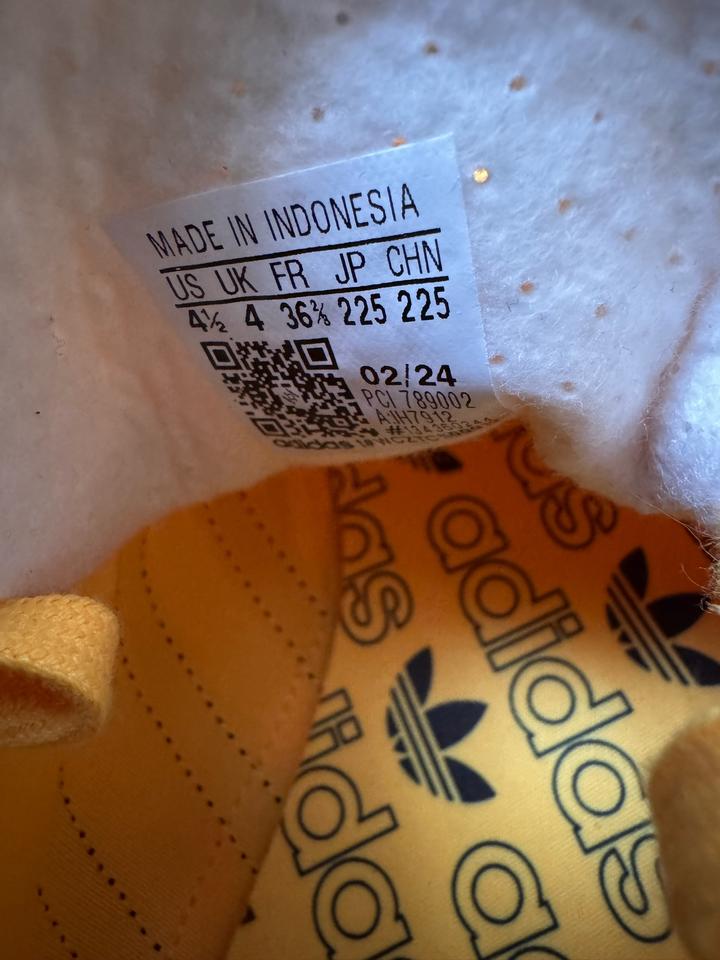 MADE IN INDONESIA
US UK FR JP CHN
4½ 4 36⅔ 225 225
02/24
PCI 789002
A:IH7912
adidas
adidas
adidas
adidas